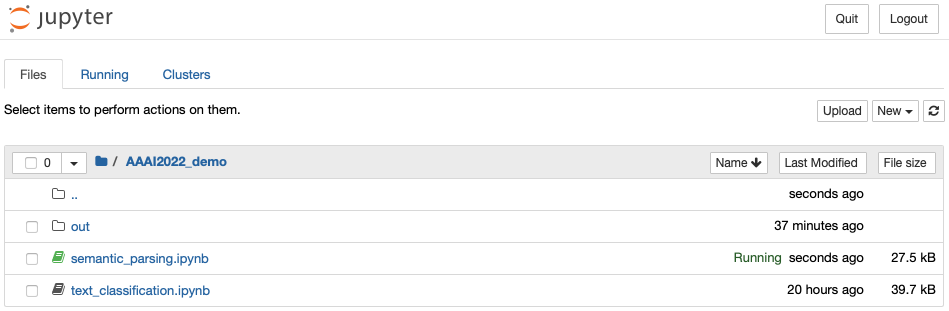 jupyter Quit Logout
Files Running Clusters
Select items to perform actions on them. Upload New
0 / AAAI2022_demo Name Last Modified File size
.. seconds ago
out 37 minutes ago
semantic_parsing.ipynb Running seconds ago 27.5 kB
text_classification.ipynb 20 hours ago 39.7 kB